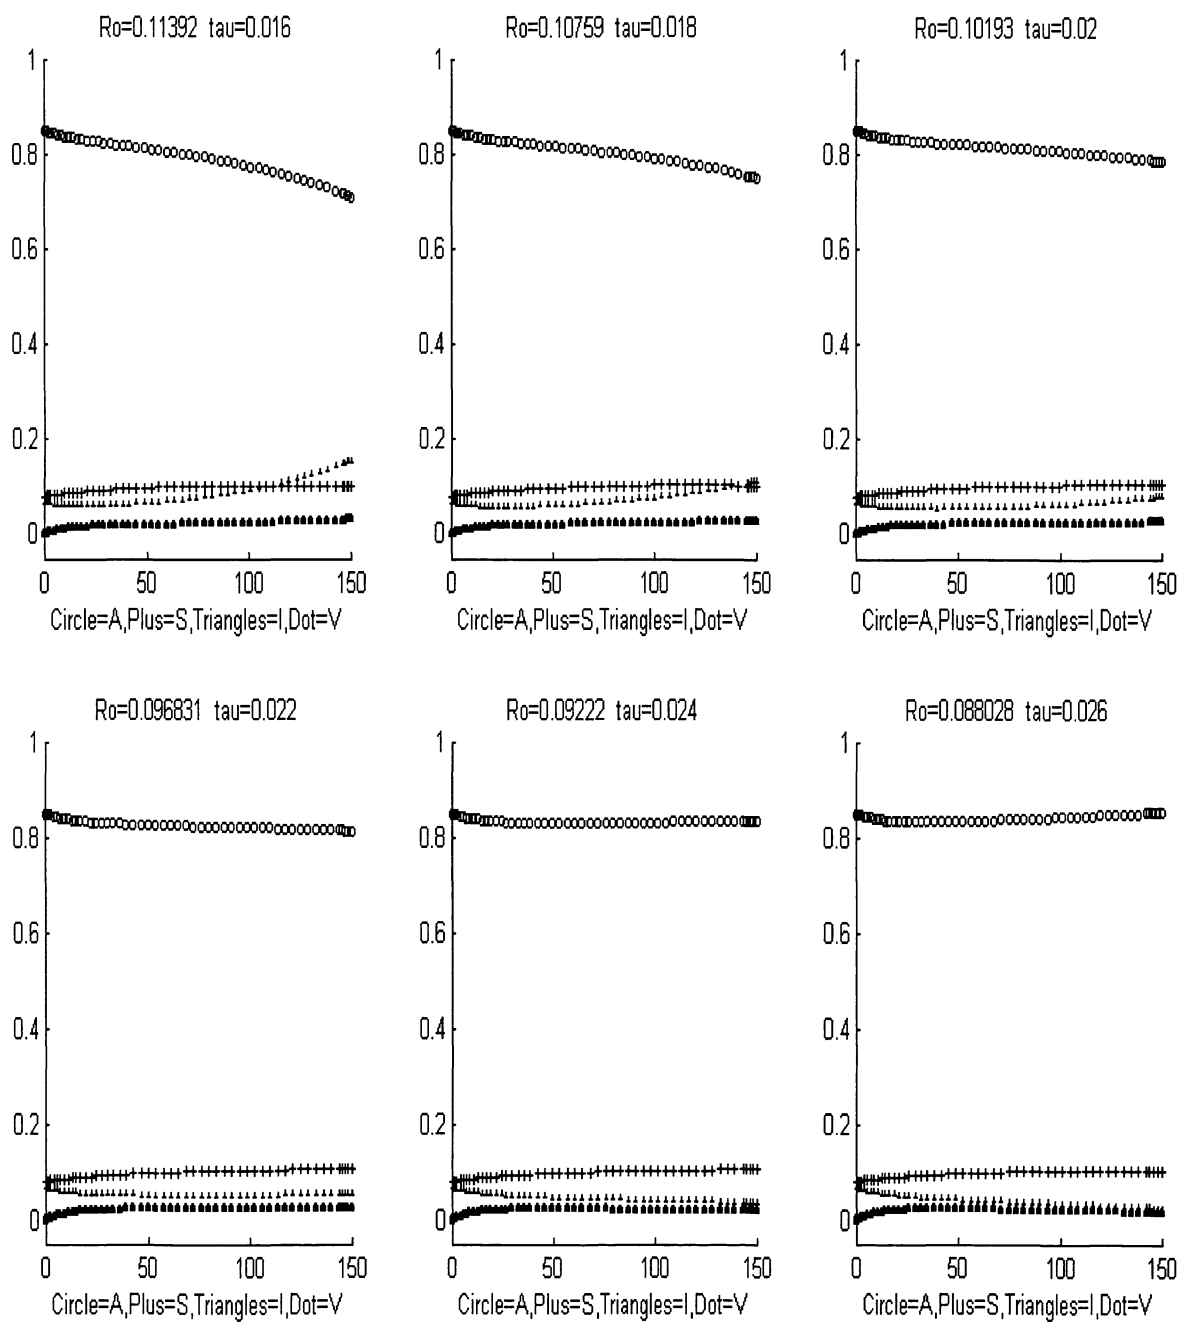 Ro=0.11392 tau=0.016
1
0.8
0.6
0.4
0.2
0
0 50 100 150
Circle=A,Plus=S,Triangles=I,Dot=V
Ro=0.10759 tau=0.018
1
0.8
0.6
0.4
0.2
0
0 50 100 150
Circle=A,Plus=S,Triangles=I,Dot=V
Ro=0.10193 tau=0.02
1
0.8
0.6
0.4
0.2
0
0 50 100 150
Circle=A,Plus=S,Triangles=I,Dot=V
Ro=0.096831 tau=0.022
1
0.8
0.6
0.4
0.2
0
0 50 100 150
Circle=A,Plus=S,Triangles=I,Dot=V
Ro=0.09222 tau=0.024
1
0.8
0.6
0.4
0.2
0
0 50 100 150
Circle=A,Plus=S,Triangles=I,Dot=V
Ro=0.088028 tau=0.026
1
0.8
0.6
0.4
0.2
0
0 50 100 150
Circle=A,Plus=S,Triangles=I,Dot=V